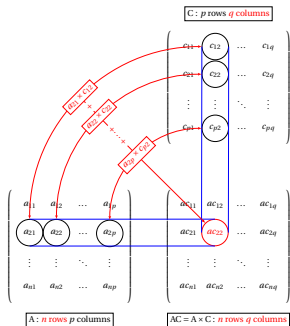 C : p rows q columns
c11 c12 … c1q
c21 c22 … c2q
⋮ ⋮ ⋱ ⋮
cp1 cp2 … cpq
a21 × c12
+
a22 × c22
+ ⋱ +
a2p × cp2
a11 a12 … a1p
a21 a22 … a2p
⋮ ⋮ ⋱ ⋮
an1 an2 … anp
ac11 ac12 … ac1q
ac21 ac22 … ac2q
⋮ ⋮ ⋱ ⋮
acn1 acn2 … acnq
A : n rows p columns
AC = A × C : n rows q columns